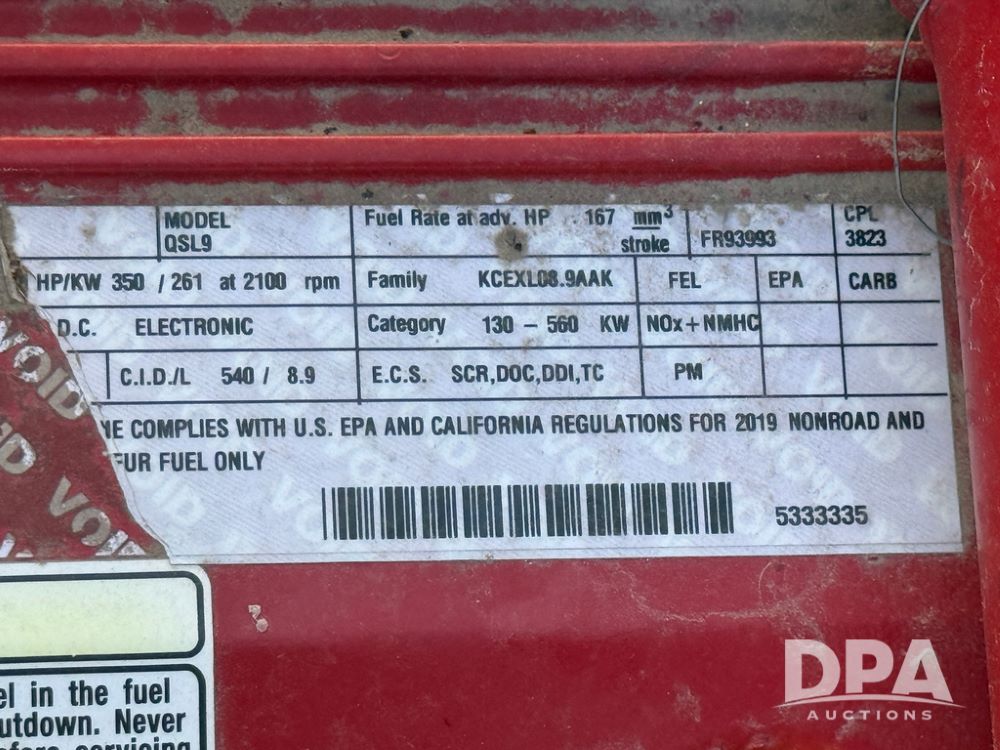 MODEL
QSL9
Fuel Rate at adv. HP 167 mm³
stroke
FR93993
CPL
3823
HP/KW 350 / 261 at 2100 rpm
Family KCEXL08.9AAK
FEL
EPA
CARB
D.C. ELECTRONIC
Category 130 - 560 KW
NOx+NMHC
C.I.D./L 540 / 8.9
E.C.S. SCR,DOC,DDI,TC
PM
NE COMPLIES WITH U.S. EPA AND CALIFORNIA REGULATIONS FOR 2019 NONROAD AND
FUR FUEL ONLY
5333335
VOID
VOID
el in the fuel
utdown. Never
efore servicing
DPA
AUCTIONS